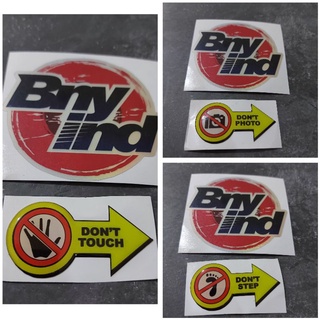 Bny
ind
DON'T
TOUCH
Bny
ind
DON'T
PHOTO
Bny
ind
DON'T
STEP